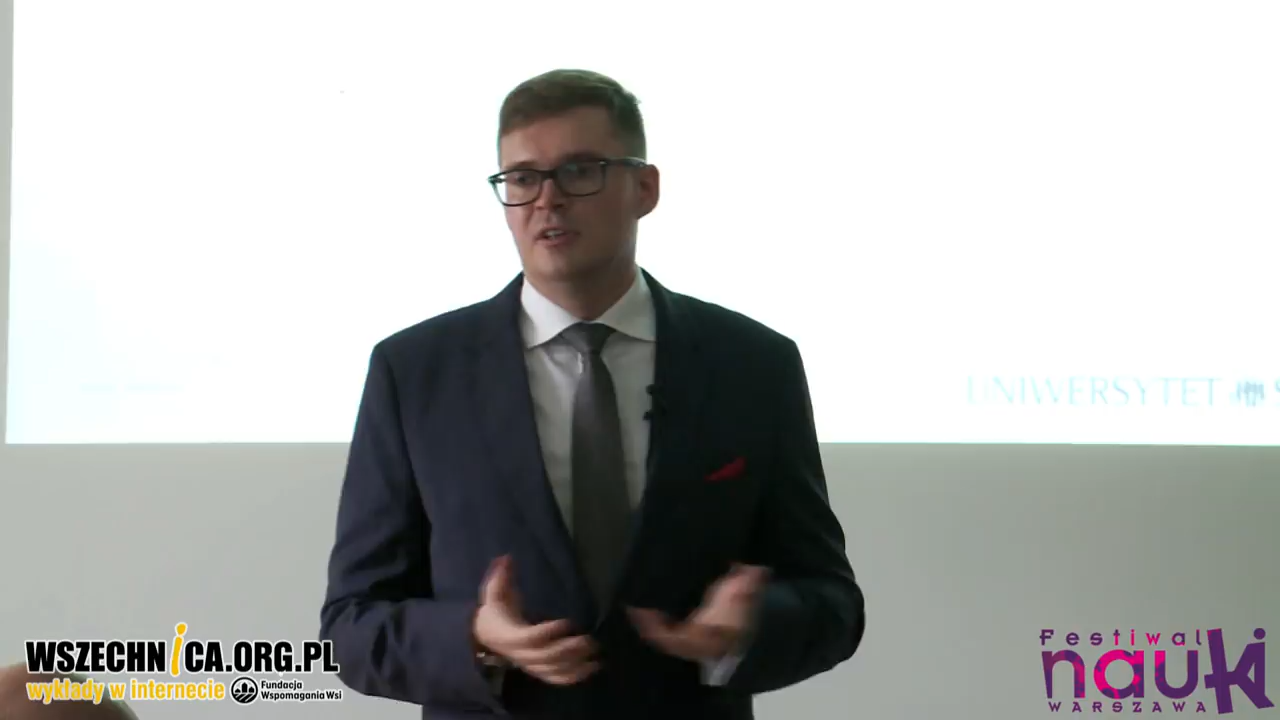 UNIWERSYTET
WSZECHNICA.ORG.PL
wykłady w internecie
Fundacja
Wspomagania Wsi
Festiwal
nauki
WARSZAWA